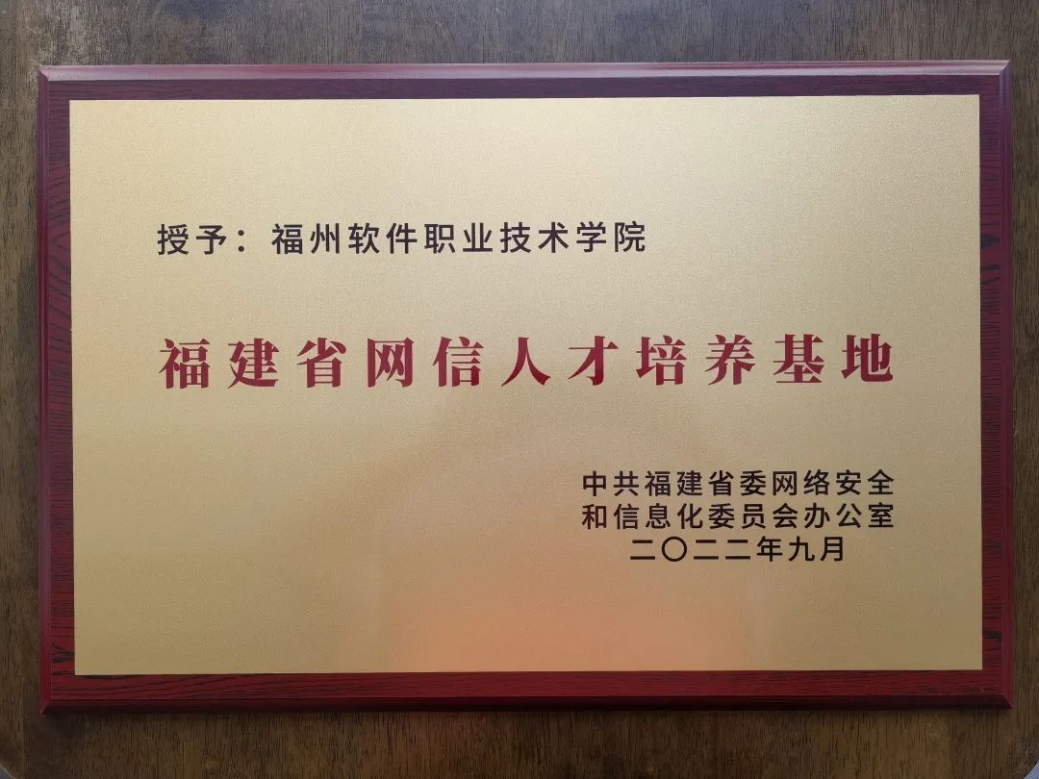 授予：福州软件职业技术学院
福建省网信人才培养基地
中共福建省委网络安全
和信息化委员会办公室
二〇二二年九月